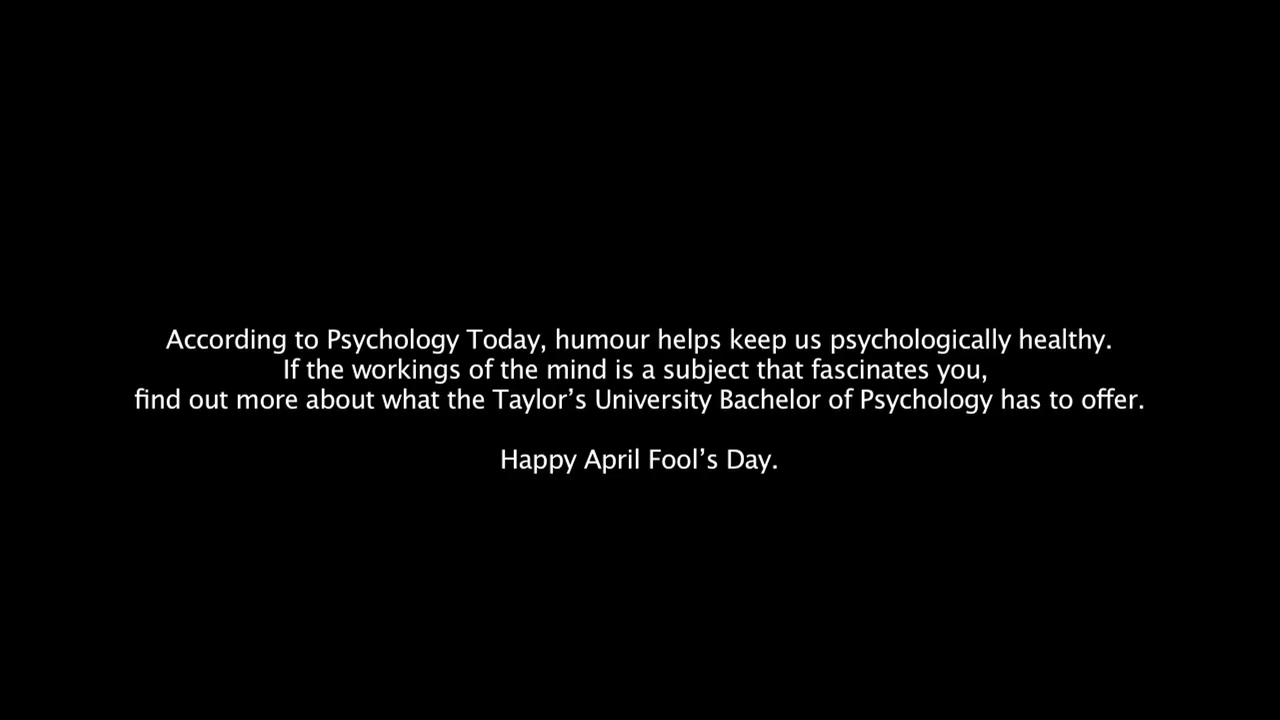 According to Psychology Today, humour helps keep us psychologically healthy.
If the workings of the mind is a subject that fascinates you,
find out more about what the Taylor’s University Bachelor of Psychology has to offer.
Happy April Fool’s Day.